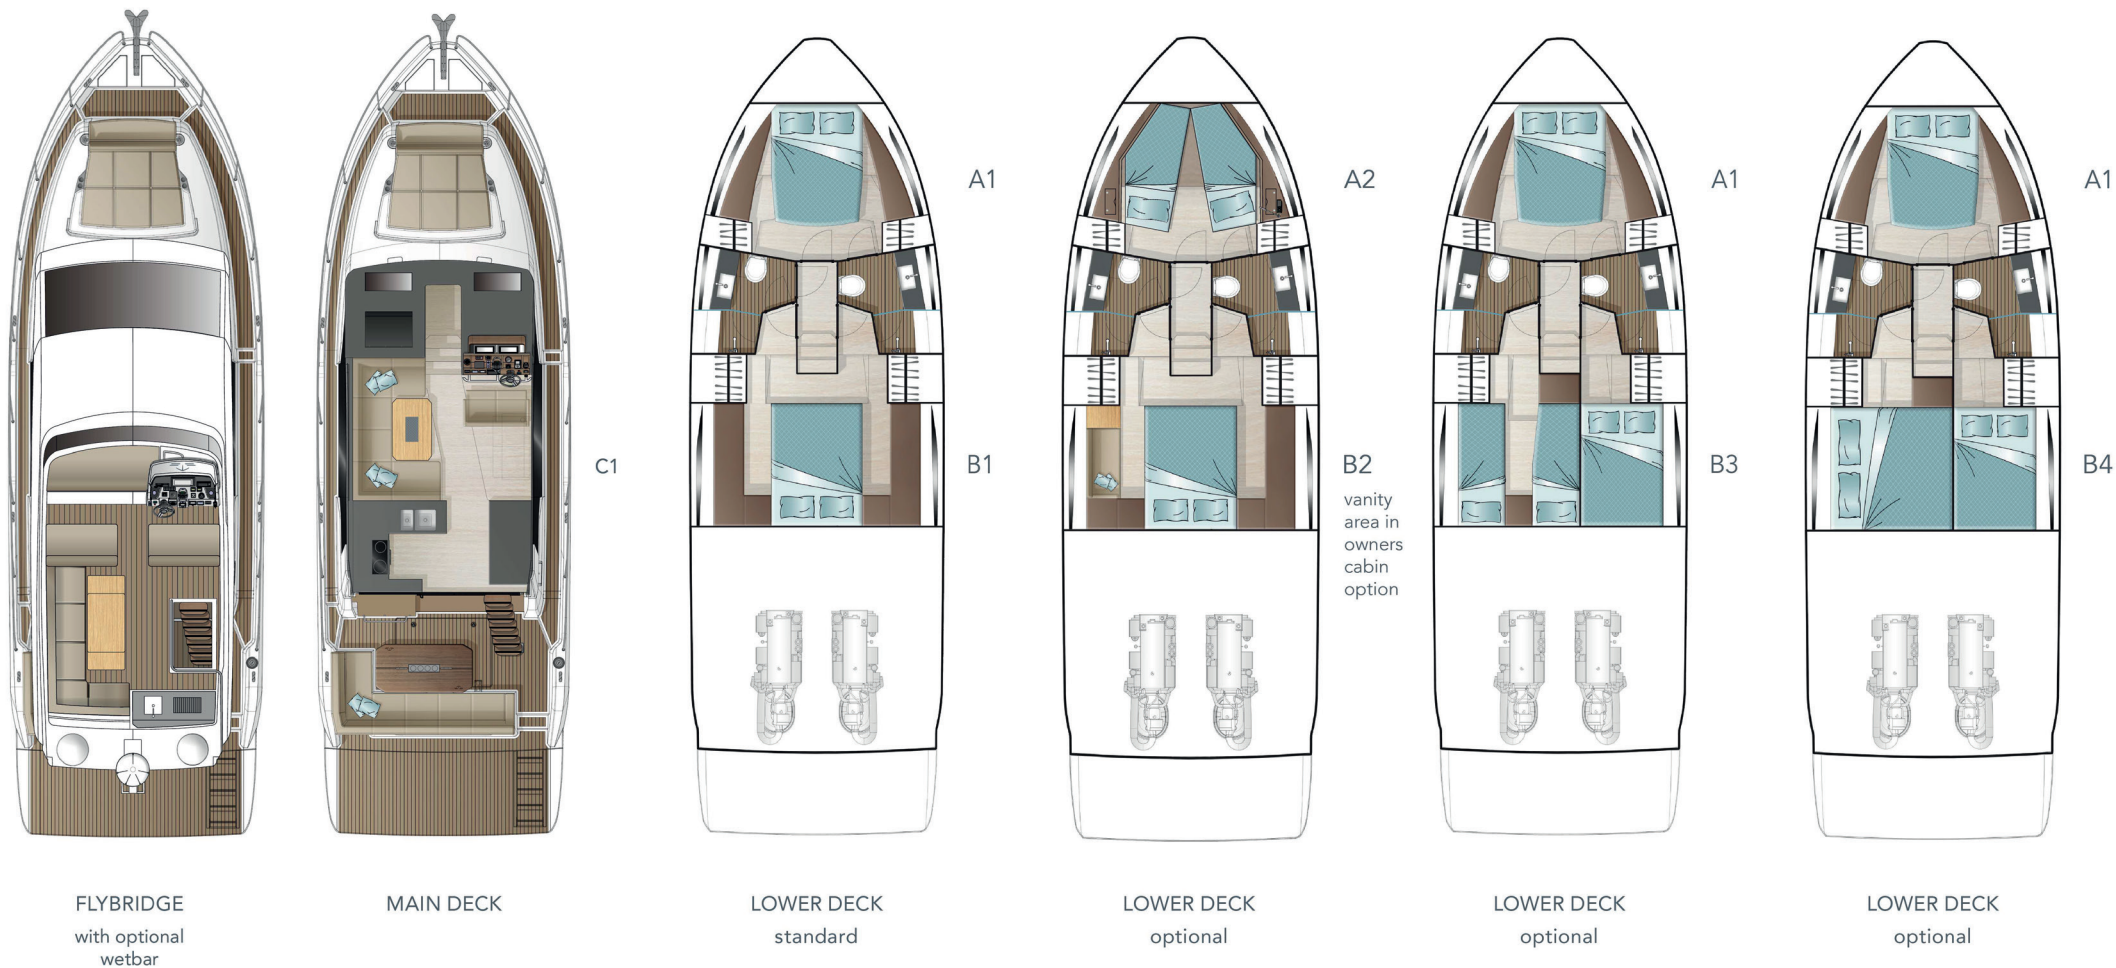 A1
A2
A1
A1
C1
B1
B2
vanity
area in
owners
cabin
option
B3
B4
FLYBRIDGE
with optional
wetbar
MAIN DECK
LOWER DECK
standard
LOWER DECK
optional
LOWER DECK
optional
LOWER DECK
optional